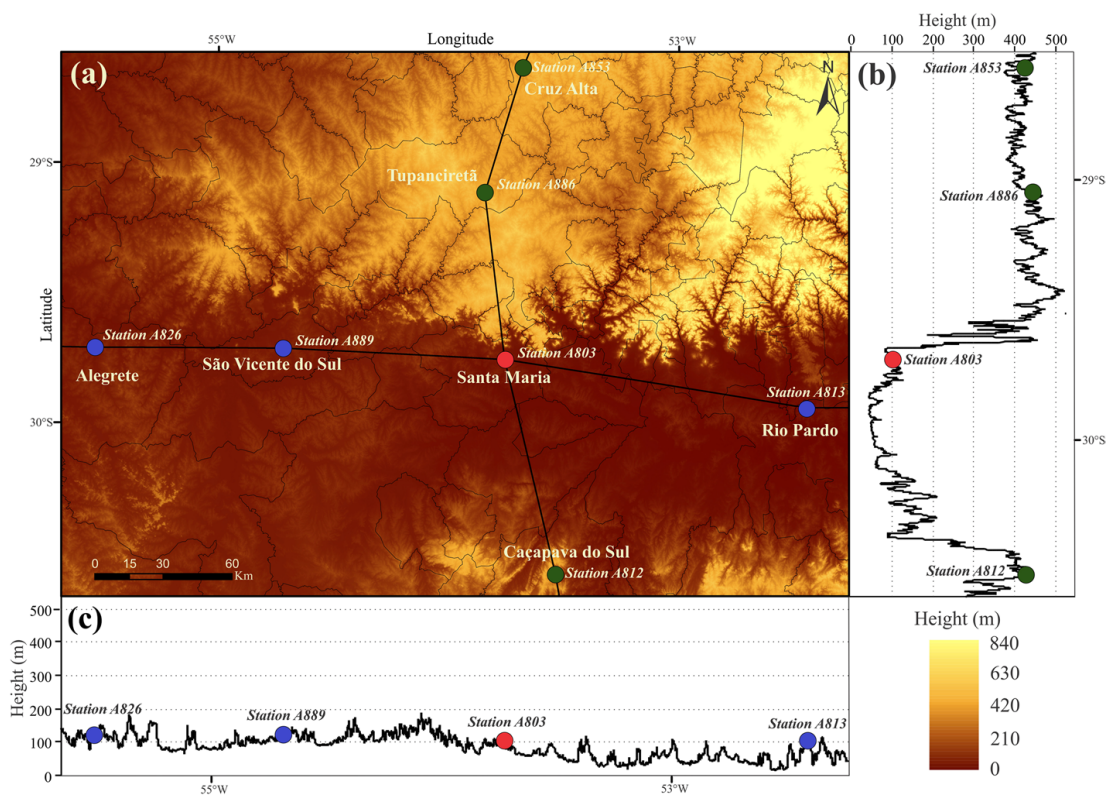 Height (m)
55°W
Longitude
53°W
0
100
200
300
400
500
(a)
Station A853
Cruz Alta
N
(b)
Station A853
29°S
Tupanciretã
Station A886
Station A886
29°S
Latitude
Station A826
Alegrete
Station A889
São Vicente do Sul
Station A803
Santa Maria
Station A803
Station A813
Rio Pardo
30°S
30°S
Caçapava do Sul
Station A812
Station A812
0
15
30
60
Km
(c)
Height (m)
500
400
300
200
100
0
Station A826
Station A889
Station A803
Station A813
55°W
53°W
Height (m)
840
630
420
210
0